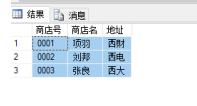 结果 消息
商店号 商店名 地址
1 0001 项羽 西财
2 0002 刘邦 西电
3 0003 张良 西大